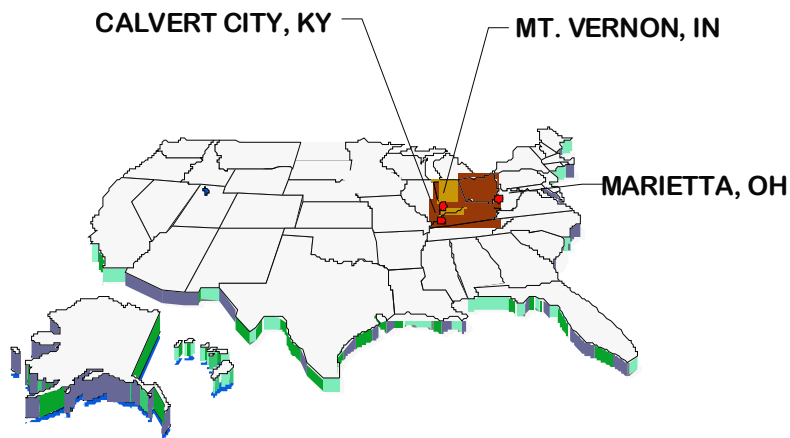 CALVERT CITY, KY
MT. VERNON, IN
MARIETTA, OH